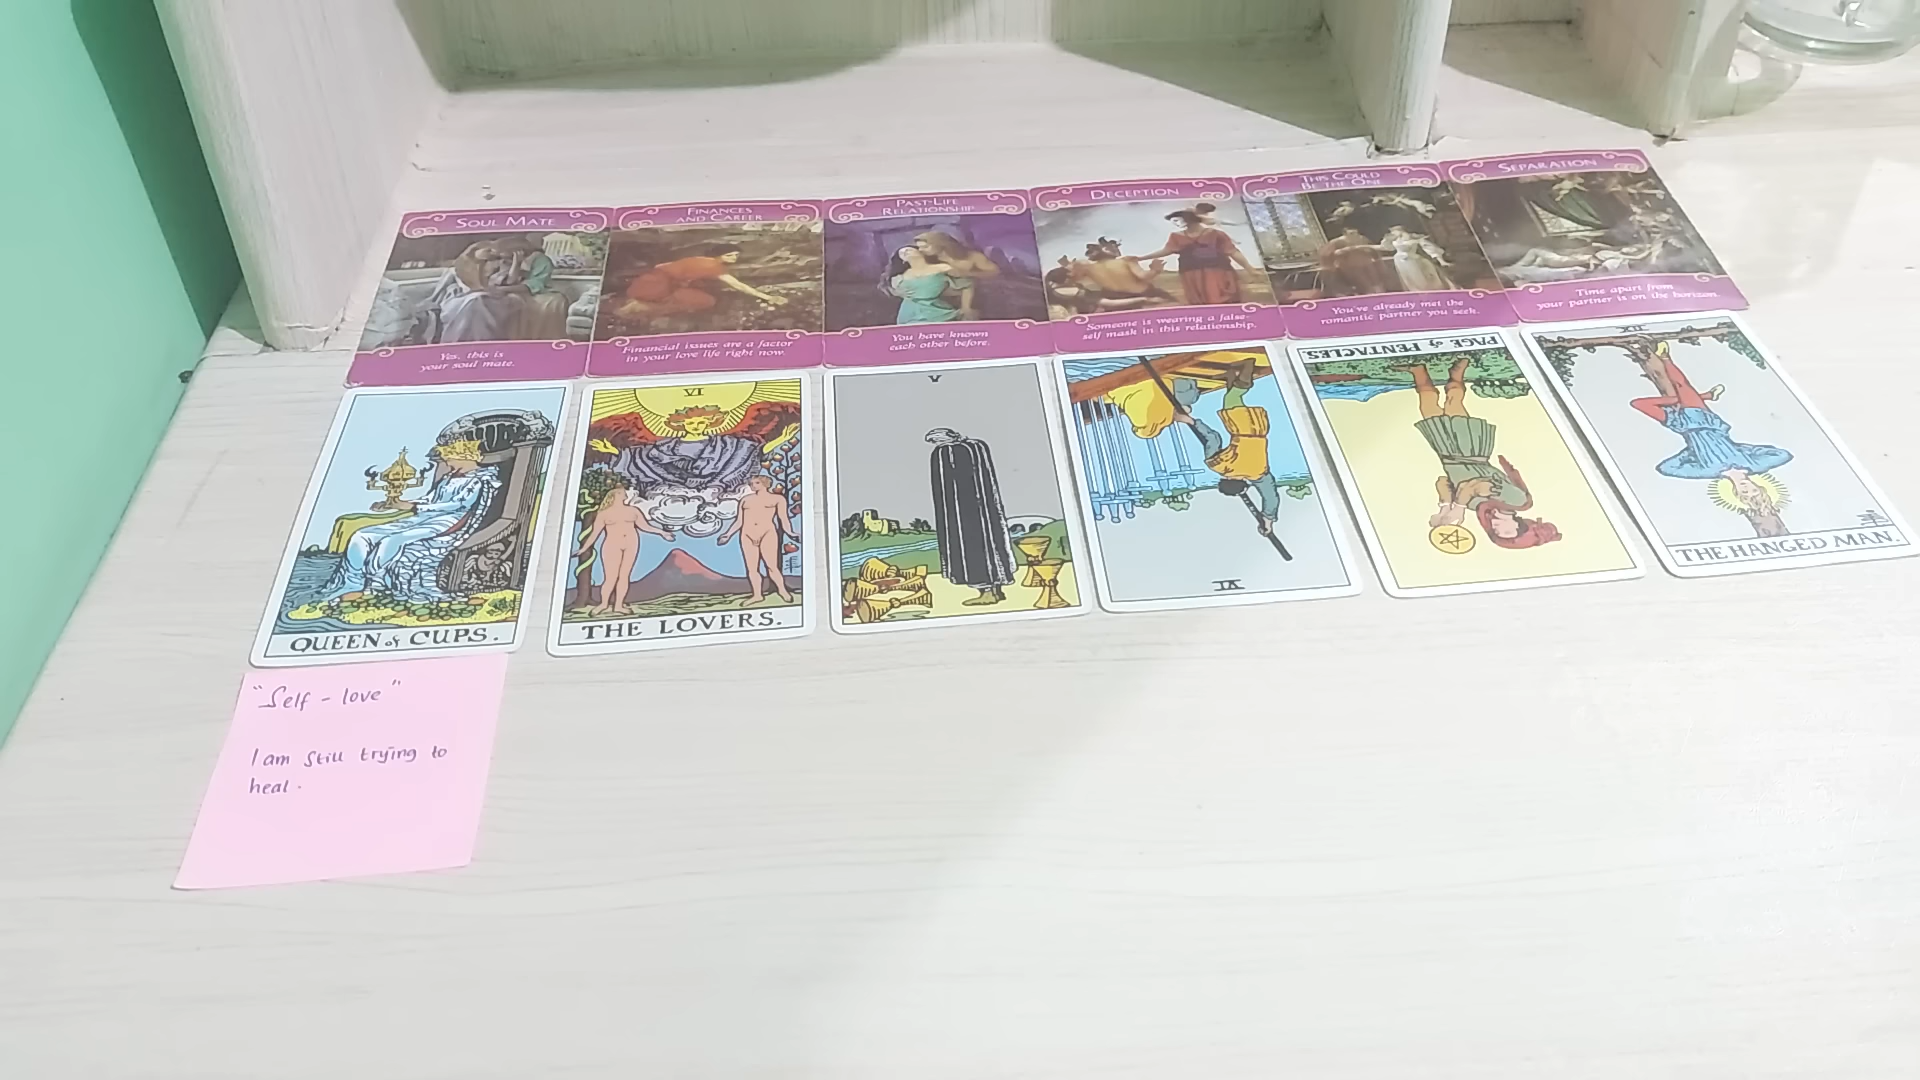 SOUL MATE
Yes, this is
your soul mate.
FINANCES
AND CAREER
Financial issues are a factor
in your love life right now.
PAST-LIFE
RELATIONSHIP
You have known
each other before.
DECEPTION
Someone is wearing a false-
self mask in this relationship.
THIS COULD
BE THE ONE
You've already met the
romantic partner you seek.
SEPARATION
Time apart from
your partner is on the horizon.
QUEEN of CUPS.
VI
THE LOVERS.
V
VII
PAGE of PENTACLES
XII
THE HANGED MAN.
"Self - love"
I am still trying to
heal.